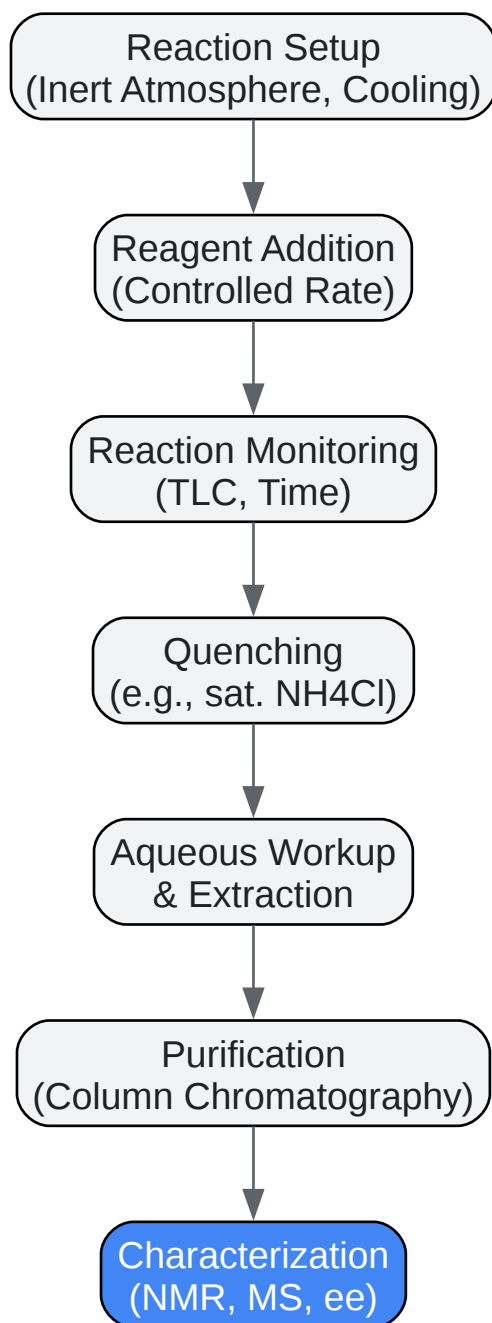 Reaction Setup
(Inert Atmosphere, Cooling)
Reagent Addition
(Controlled Rate)
Reaction Monitoring
(TLC, Time)
Quenching
(e.g., sat. NH4Cl)
Aqueous Workup
& Extraction
Purification
(Column Chromatography)
Characterization
(NMR, MS, ee)